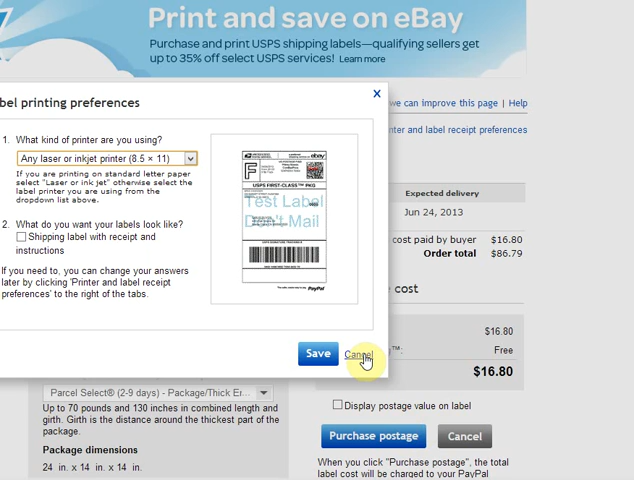 Print and save on eBay
Purchase and print USPS shipping labels—qualifying sellers get
up to 35% off select USPS services! Learn more
we can improve this page | Help
bel printing preferences
nter and label receipt preferences
1. What kind of printer are you using?
Any laser or inkjet printer (8.5 × 11)
If you are printing on standard letter paper
select "Laser or ink jet" otherwise select the
label printer you are using from the
dropdown list above.
2. What do you want your labels look like?
Shipping label with receipt and
instructions
If you need to, you can change your answers
later by clicking 'Printer and label receipt
preferences' to the right of the tabs.
ebay
F
USPS FIRST-CLASS™ PKG
Test Label
Don't Mail
PayPal
Save
Cancel
Expected delivery
Jun 24, 2013
cost paid by buyer $16.80
Order total $86.79
cost
$16.80
™: Free
$16.80
Parcel Select® (2-9 days) - Package/Thick En...
Up to 70 pounds and 130 inches in combined length and
girth. Girth is the distance around the thickest part of the
package.
Package dimensions
24 in. x 14 in. x 14 in.
Display postage value on label
Purchase postage
Cancel
When you click "Purchase postage", the total
label cost will be charged to your PayPal